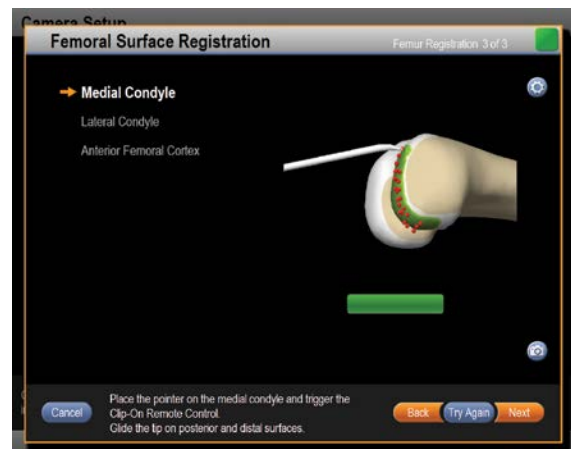 Camera Setup
Femoral Surface Registration
Femur Registration 3 of 3
Medial Condyle
Lateral Condyle
Anterior Femoral Cortex
Place the pointer on the medial condyle and trigger the
Clip-On Remote Control.
Glide the tip on posterior and distal surfaces.
Cancel
Back
Try Again
Next